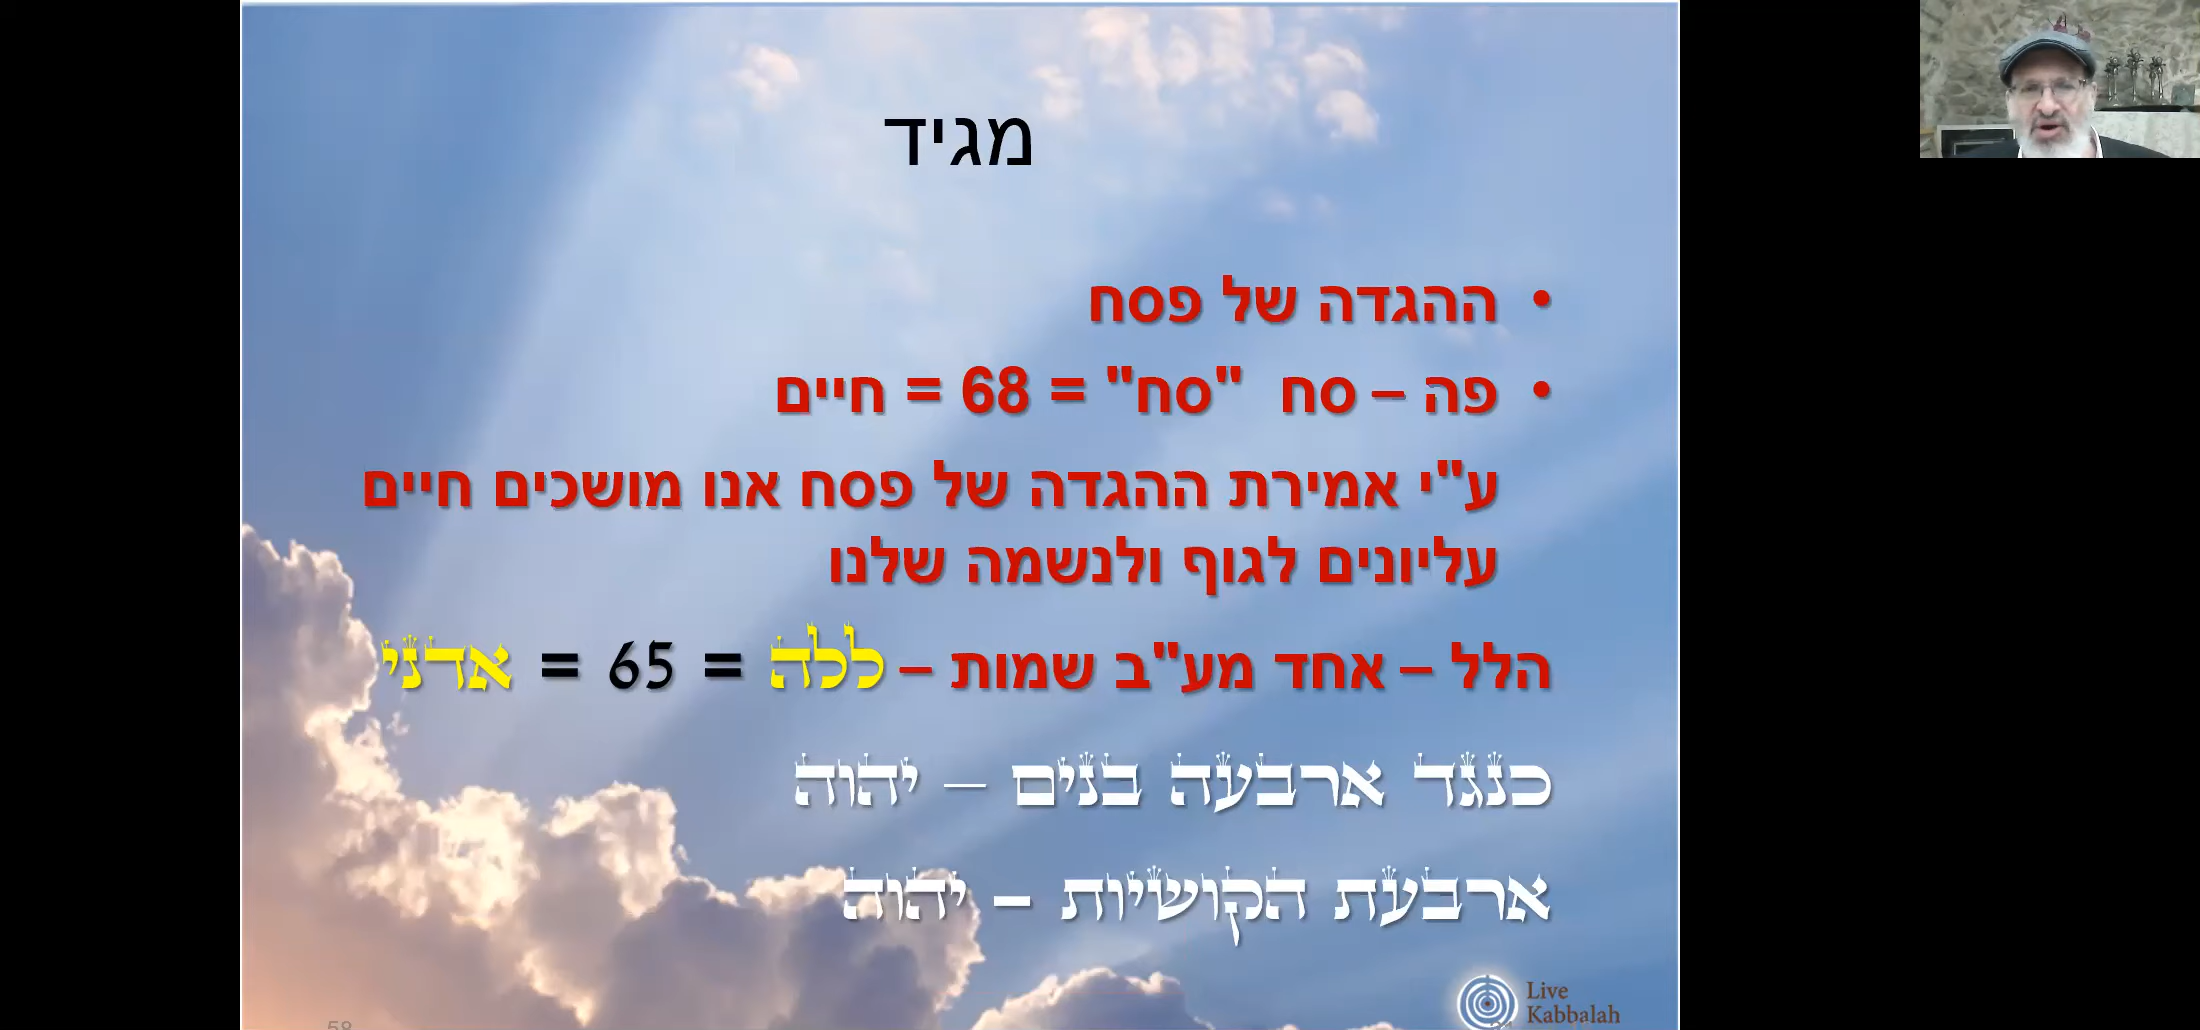 מגיד
• ההגדה של פסח
• פה – סח "סח" = 68 = חיים
ע"י אמירת ההגדה של פסח אנו מושכים חיים
עליונים לגוף ולנשמה שלנו
הלל – אחד מע"ב שמות – ללה = 65 = אדני
כנגד ארבעה בנים – יהוה
ארבעת הקושיות – יהוה
Live
Kabbalah
58